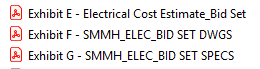 Exhibit E - Electrical Cost Estimate_Bid Set
Exhibit F - SMMH_ELEC_BID SET DWGS
Exhibit G - SMMH_ELEC_BID SET SPECS